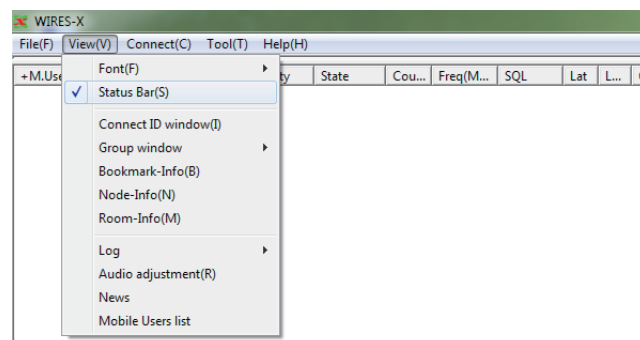 WIRES-X
File(F) View(V) Connect(C) Tool(T) Help(H)
+M.Use ty State Cou... Freq(M... SQL Lat L...
Font(F)
Status Bar(S)
Connect ID window(I)
Group window
Bookmark-Info(B)
Node-Info(N)
Room-Info(M)
Log
Audio adjustment(R)
News
Mobile Users list